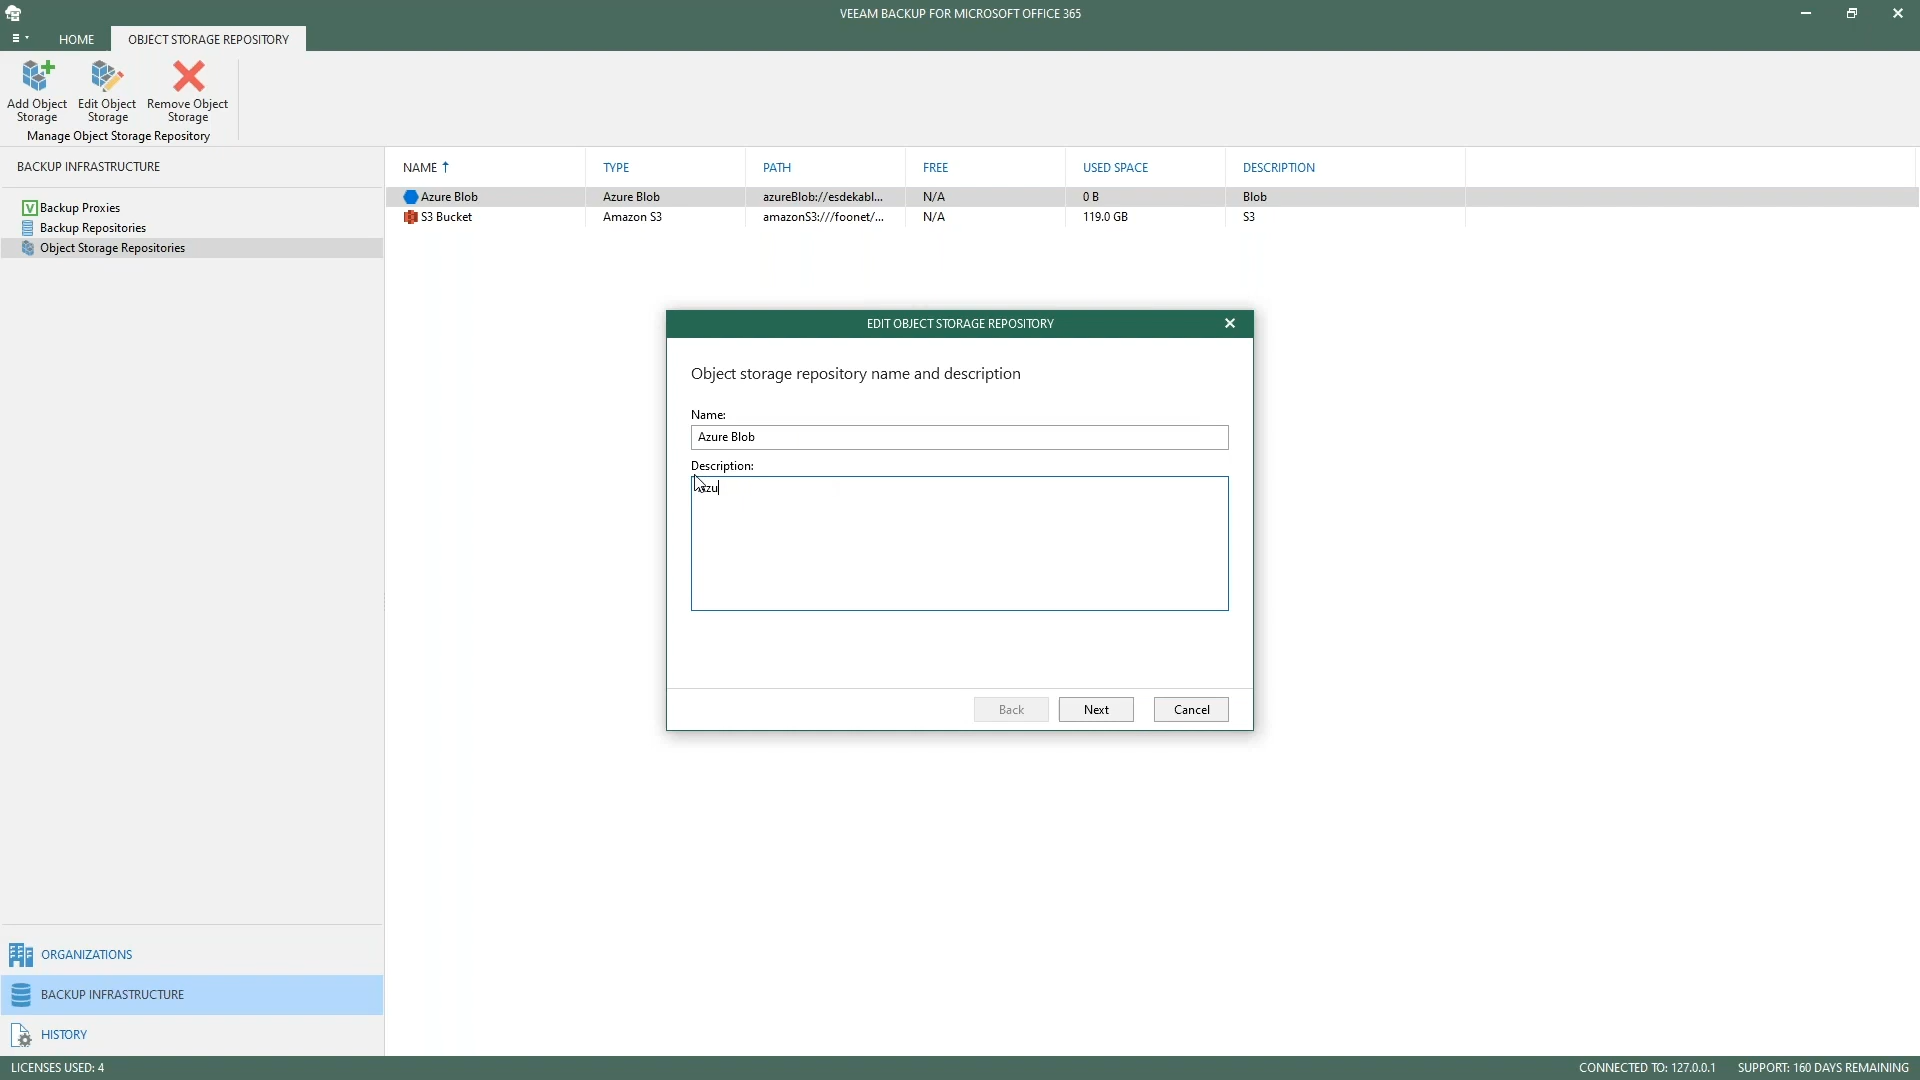 VEEAM BACKUP FOR MICROSOFT OFFICE 365
HOME
OBJECT STORAGE REPOSITORY
Add Object Storage
Edit Object Storage
Remove Object Storage
Manage Object Storage Repository
BACKUP INFRASTRUCTURE
Backup Proxies
Backup Repositories
Object Storage Repositories
NAME TYPE PATH FREE USED SPACE DESCRIPTION
Azure Blob Azure Blob azureBlob://esdekabl... N/A 0 B Blob
S3 Bucket Amazon S3 amazonS3:///foonet/... N/A 119.0 GB S3
EDIT OBJECT STORAGE REPOSITORY
Object storage repository name and description
Name:
Azure Blob
Description:
Back Next Cancel
ORGANIZATIONS
BACKUP INFRASTRUCTURE
HISTORY
LICENSES USED: 4
CONNECTED TO: 127.0.0.1 SUPPORT: 160 DAYS REMAINING